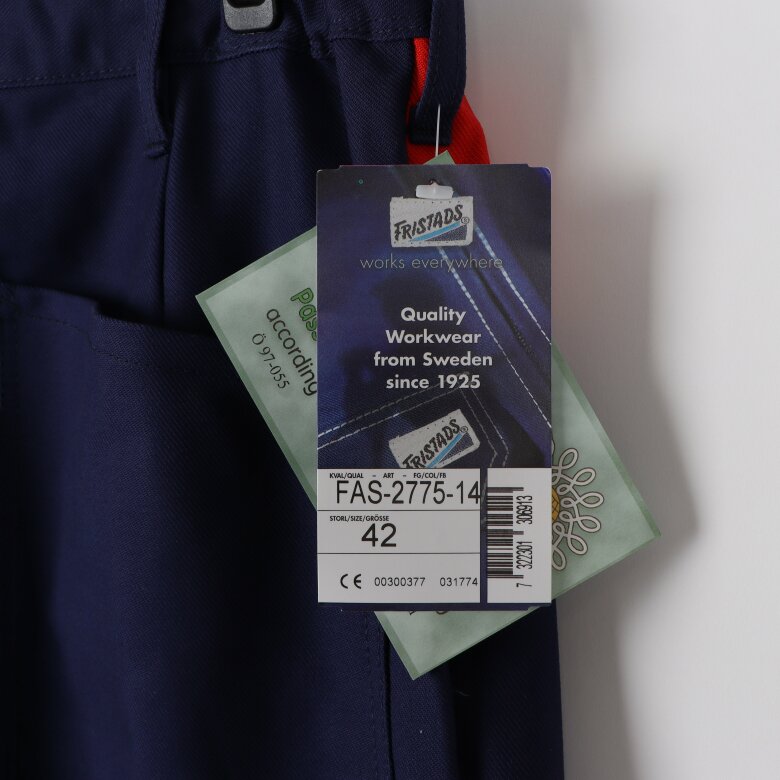 FRISTADS®
works everywhere
Quality
Workwear
from Sweden
since 1925
FRISTADS®
KVAL/QUAL - ART - FG/COL/FB
FAS-2775-14
STORL/SIZE/GRÖSSE
42
CE 00300377 031774
7 322301 306913
according
Ö 97-055